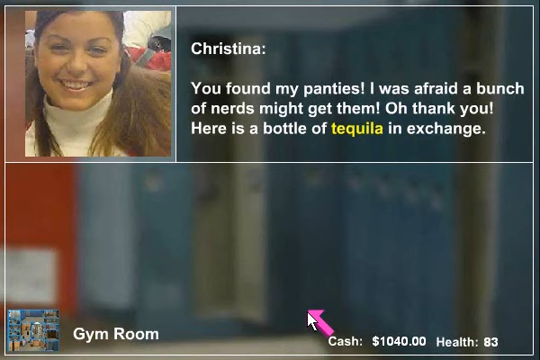 Christina:
You found my panties! I was afraid a bunch
of nerds might get them! Oh thank you!
Here is a bottle of tequila in exchange.
Gym Room
Cash: $1040.00 Health: 83